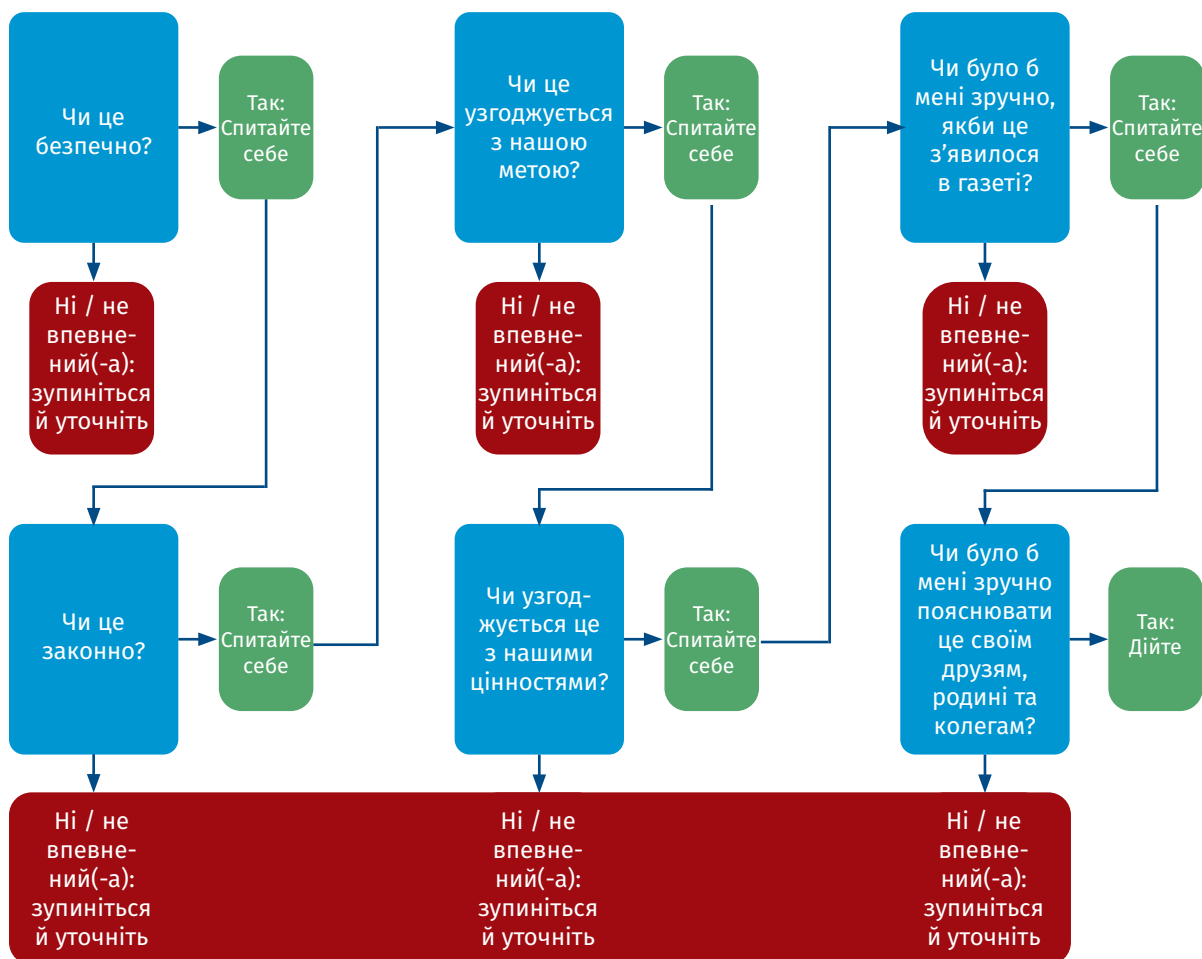 Чи це
безпечно?
Так:
Спитайте
себе
Ні / не
впевне-
ний(-а):
зупиніться
й уточніть
Чи це
законно?
Так:
Спитайте
себе
Ні / не
впевне-
ний(-а):
зупиніться
й уточніть
Чи це
узгоджується
з нашою
метою?
Так:
Спитайте
себе
Ні / не
впевне-
ний(-а):
зупиніться
й уточніть
Чи узгод-
жується це
з нашими
цінностями?
Так:
Спитайте
себе
Ні / не
впевне-
ний(-а):
зупиніться
й уточніть
Чи було б
мені зручно,
якби це
з’явилося
в газеті?
Так:
Спитайте
себе
Ні / не
впевне-
ний(-а):
зупиніться
й уточніть
Чи було б
мені зручно
пояснювати
це своїм
друзям,
родині та
колегам?
Так:
Дійте
Ні / не
впевне-
ний(-а):
зупиніться
й уточніть